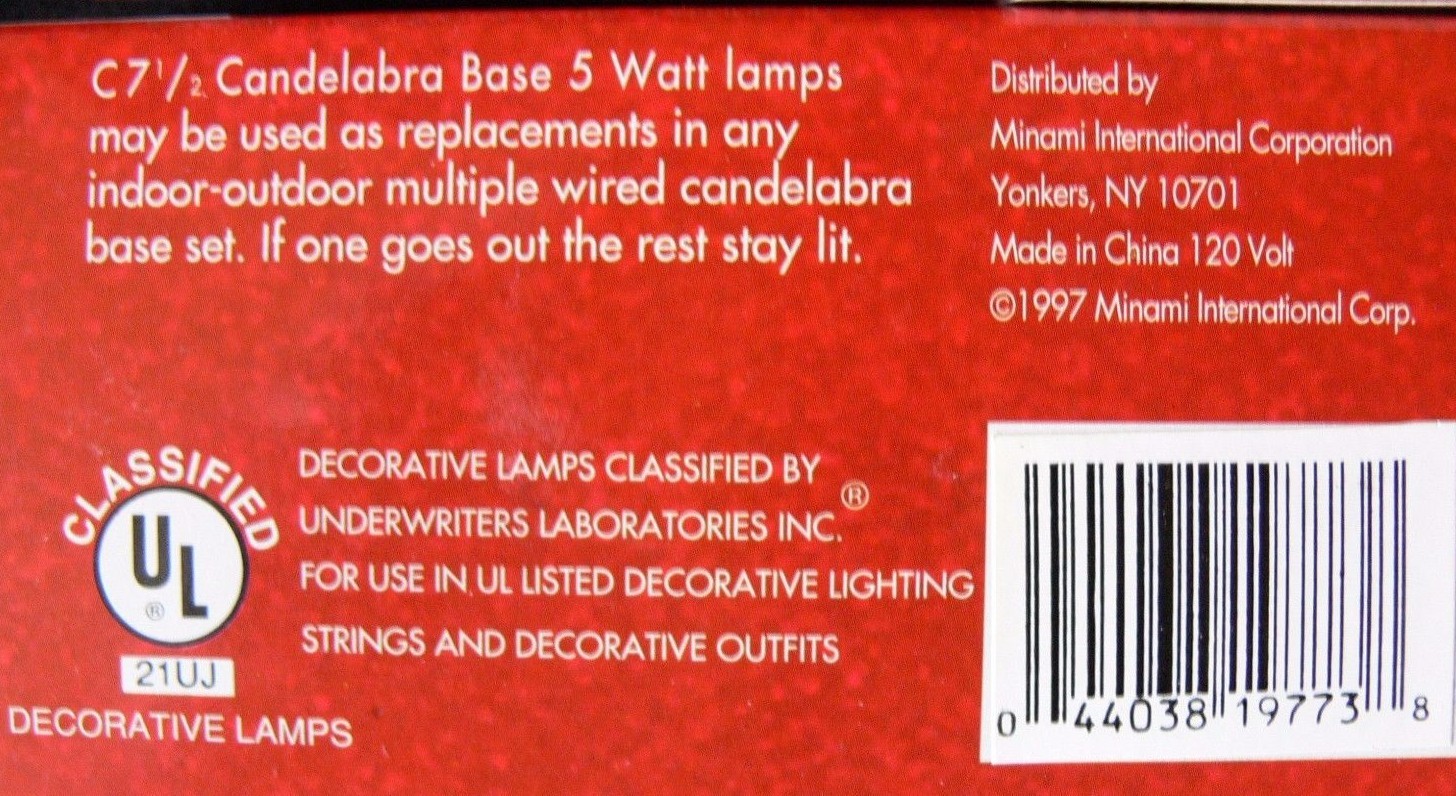 C 7 1/2 Candelabra Base 5 Watt lamps
may be used as replacements in any
indoor-outdoor multiple wired candelabra
base set. If one goes out the rest stay lit.
Distributed by
Minami International Corporation
Yonkers, NY 10701
Made in China 120 Volt
©1997 Minami International Corp.
CLASSIFIED
UL
®
21UJ
DECORATIVE LAMPS
DECORATIVE LAMPS CLASSIFIED BY
UNDERWRITERS LABORATORIES INC.®
FOR USE IN UL LISTED DECORATIVE LIGHTING
STRINGS AND DECORATIVE OUTFITS
0 44038 19773 8